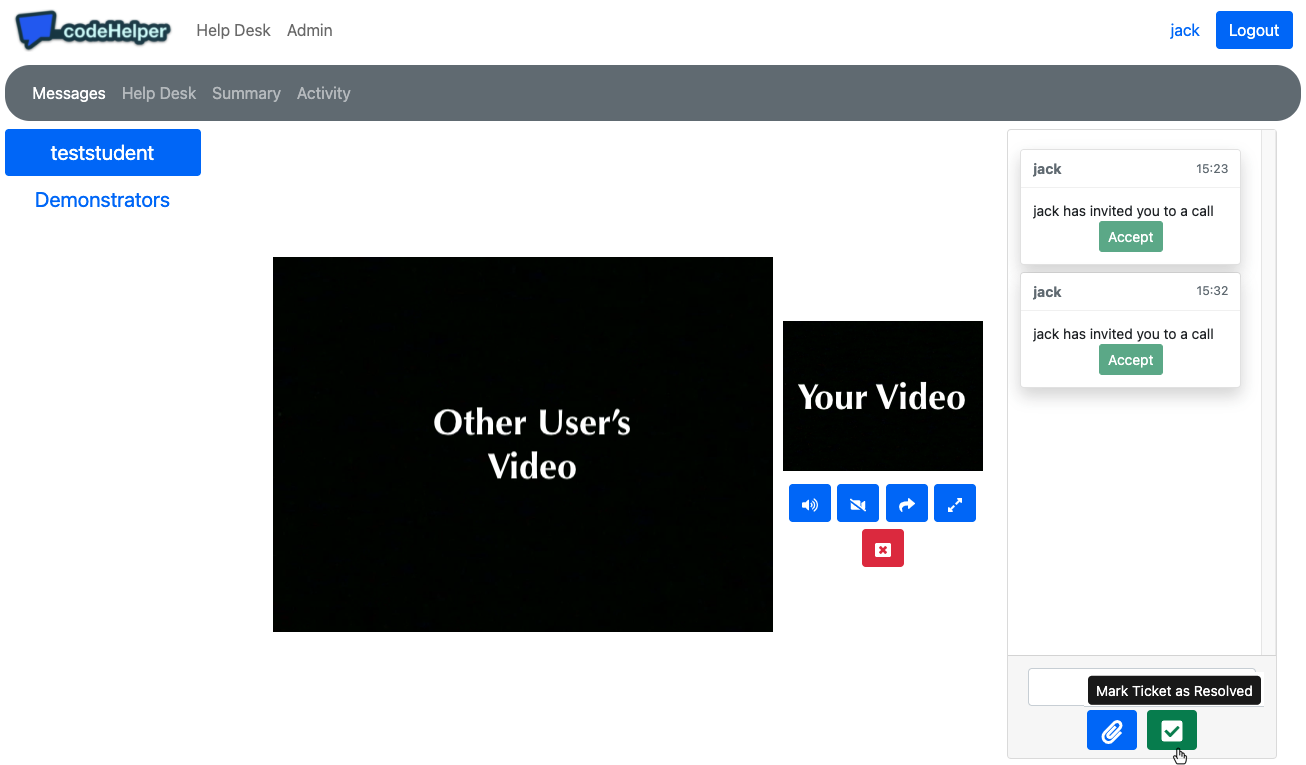 codeHelper Help Desk Admin jack Logout
Messages Help Desk Summary Activity
teststudent
Demonstrators
Other User's
Video
Your Video
jack 15:23
jack has invited you to a call
Accept
jack 15:32
jack has invited you to a call
Accept
Mark Ticket as Resolved